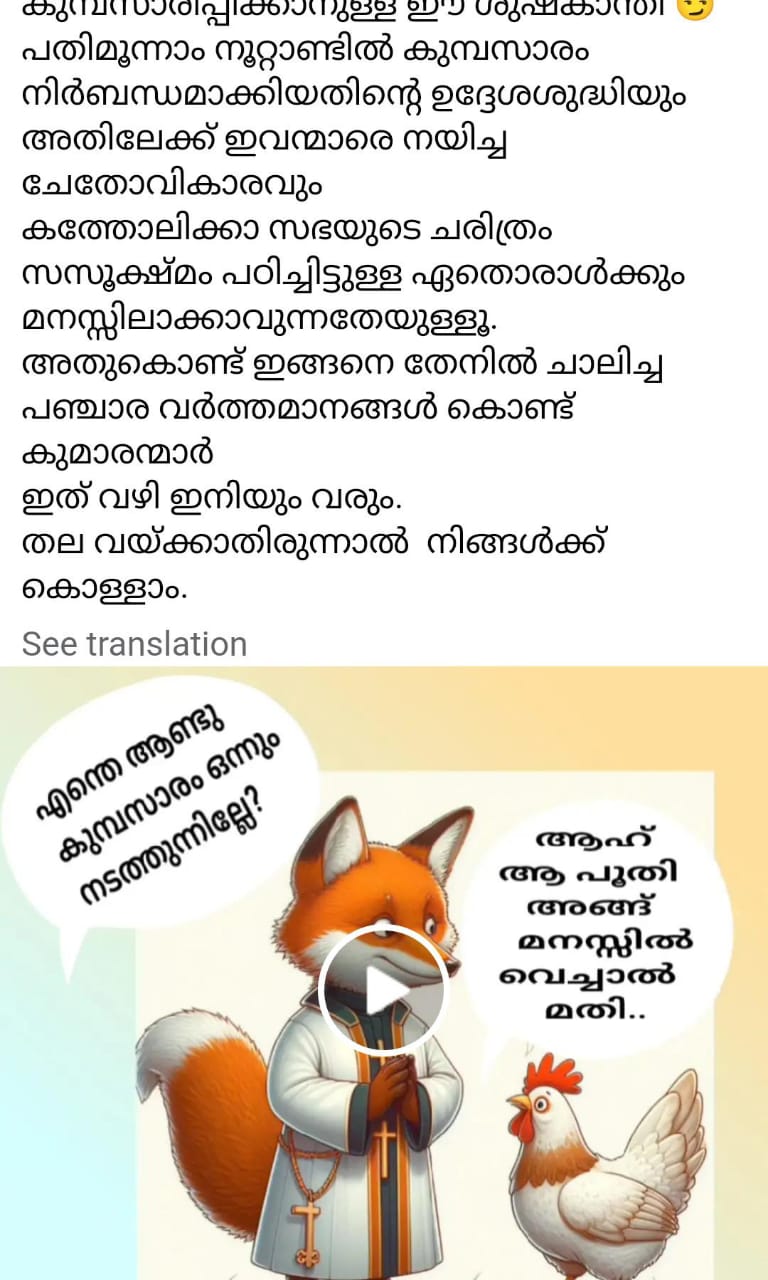 കുമ്പസാരിപ്പിക്കാനുള്ള ഈ ശുഷ്കാന്തി 😏
പതിമൂന്നാം നൂറ്റാണ്ടിൽ കുമ്പസാരം
നിർബന്ധമാക്കിയതിന്റെ ഉദ്ദേശശുദ്ധിയും
അതിലേക്ക് ഇവന്മാരെ നയിച്ച
ചേതോവികാരവും
കത്തോലിക്കാ സഭയുടെ ചരിത്രം
സസൂക്ഷ്മം പഠിച്ചിട്ടുള്ള ഏതൊരാൾക്കും
മനസ്സിലാക്കാവുന്നതേയുള്ളൂ.
അതുകൊണ്ട് ഇങ്ങനെ തേനിൽ ചാലിച്ച
പഞ്ചാര വർത്തമാനങ്ങൾ കൊണ്ട്
കുമാരന്മാർ
ഇത് വഴി ഇനിയും വരും.
തല വയ്ക്കാതിരുന്നാൽ  നിങ്ങൾക്ക്
കൊള്ളാം.
See translation
എന്തെ ആണ്ടു
കുമ്പസാരം ഒന്നും
നടത്തുന്നില്ലേ?
ആഹ്
ആ പൂതി
അങ്ങ്
മനസ്സിൽ
വെച്ചാൽ
മതി..